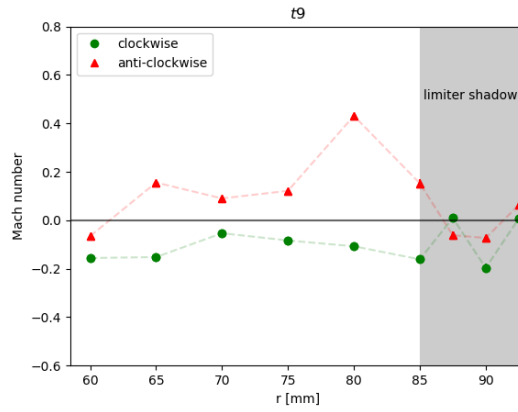 t9
0.8
0.6
0.4
0.2
0.0
−0.2
−0.4
−0.6
Mach number
clockwise
anti-clockwise
limiter shadow
60 65 70 75 80 85 90
r [mm]